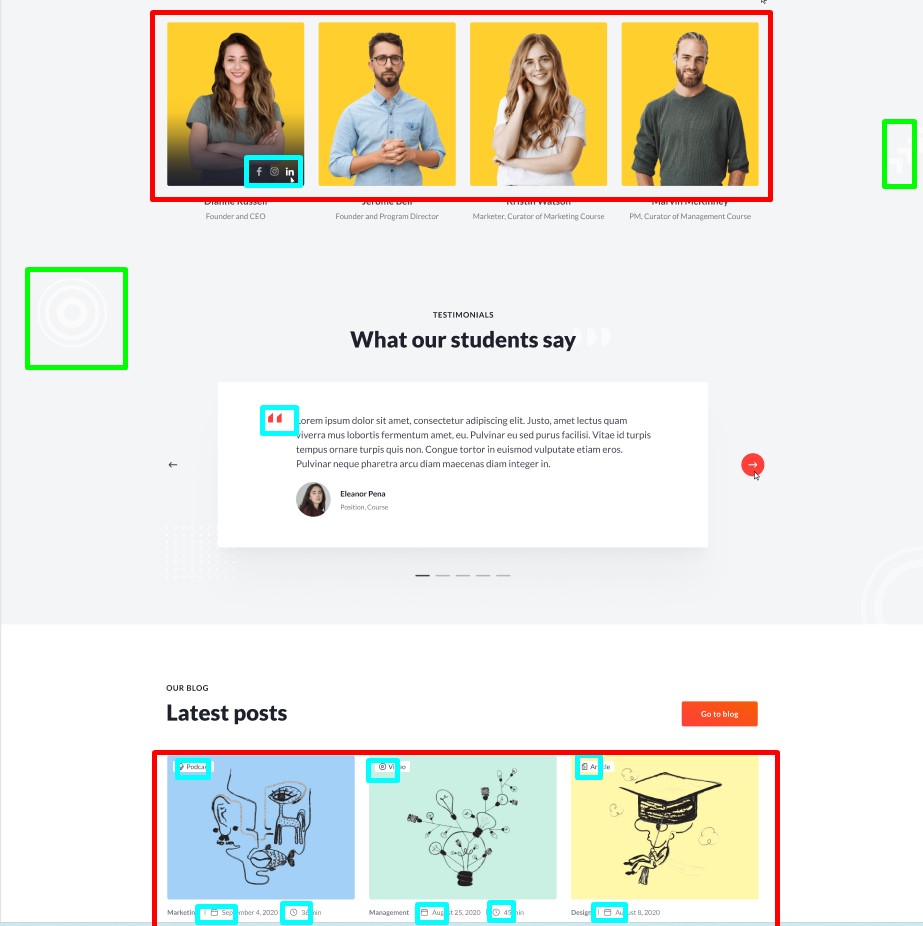 Dianne Russell
Jerome Bell
Kristin Watson
Marvin McKinney
Founder and CEO
Founder and Program Director
Marketer, Curator of Marketing Course
PM, Curator of Management Course
TESTIMONIALS
What our students say
Lorem ipsum dolor sit amet, consectetur adipiscing elit. Justo, amet lectus quam
viverra mus lobortis fermentum amet, eu. Pulvinar eu sed purus facilisi. Vitae id turpis
tempus ornare turpis quis non. Congue tortor in euismod vulputate etiam eros.
Pulvinar neque pharetra arcu diam maecenas diam integer in.
Eleanor Pena
Position, Course
OUR BLOG
Latest posts
Go to blog
Podcast
Video
Article
Marketing | September 4, 2020 | 36 min
Management | August 25, 2020 | 45 min
Design | August 8, 2020